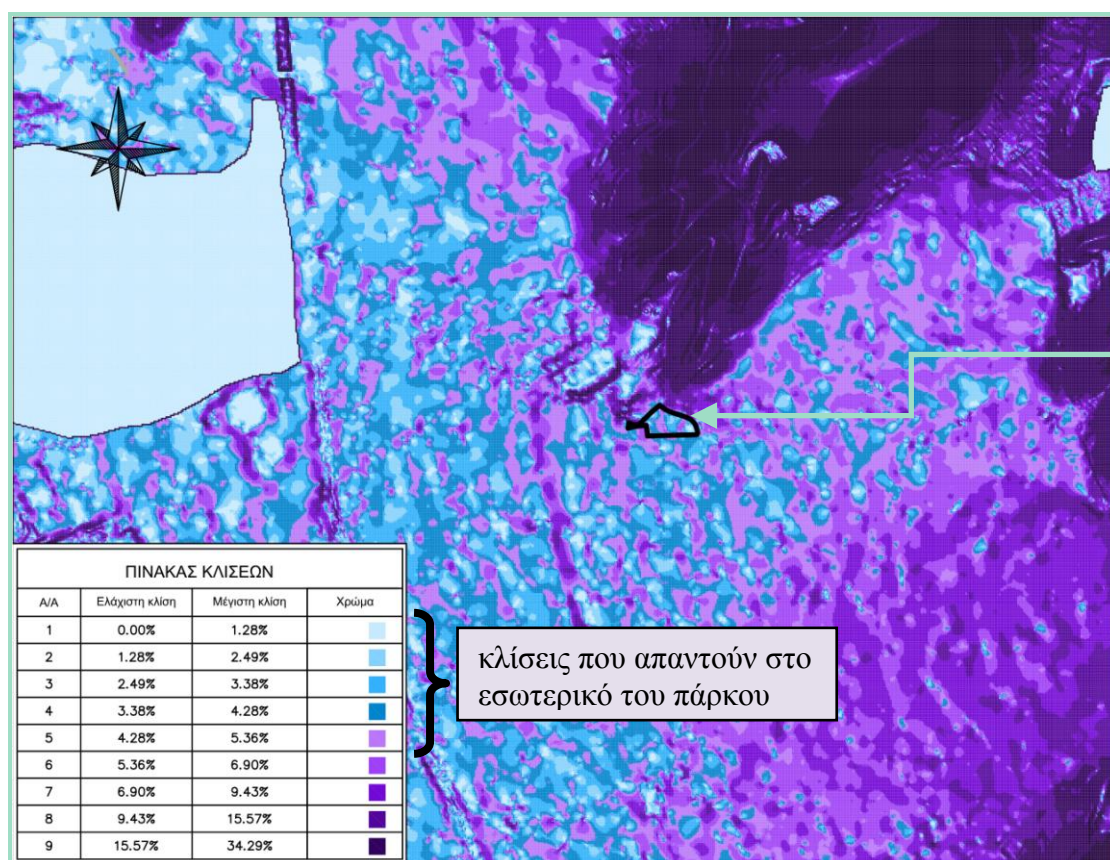 ΠΙΝΑΚΑΣ ΚΛΙΣΕΩΝ
Α/Α Ελάχιστη κλίση Μέγιστη κλίση Χρώμα
1 0.00% 1.28%
2 1.28% 2.49%
3 2.49% 3.38%
4 3.38% 4.28%
5 4.28% 5.36%
6 5.36% 6.90%
7 6.90% 9.43%
8 9.43% 15.57%
9 15.57% 34.29%
κλίσεις που απαντούν στο
εσωτερικό του πάρκου